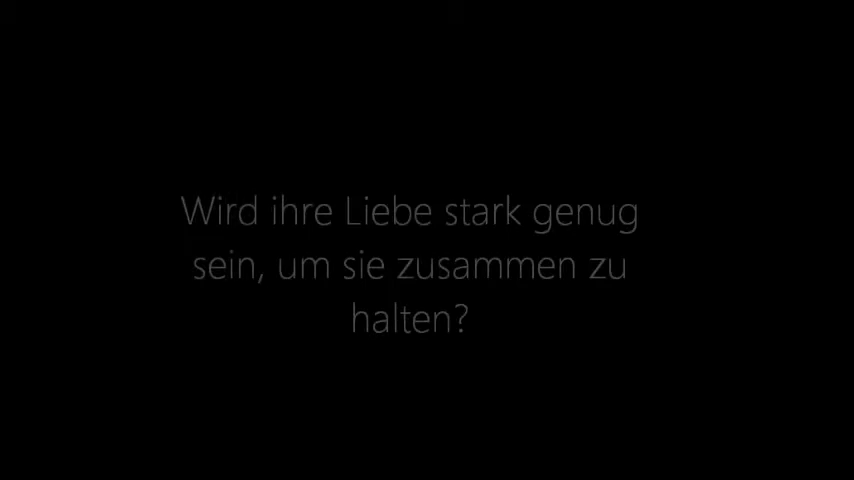 Wird ihre Liebe stark genug
sein, um sie zusammen zu
halten?